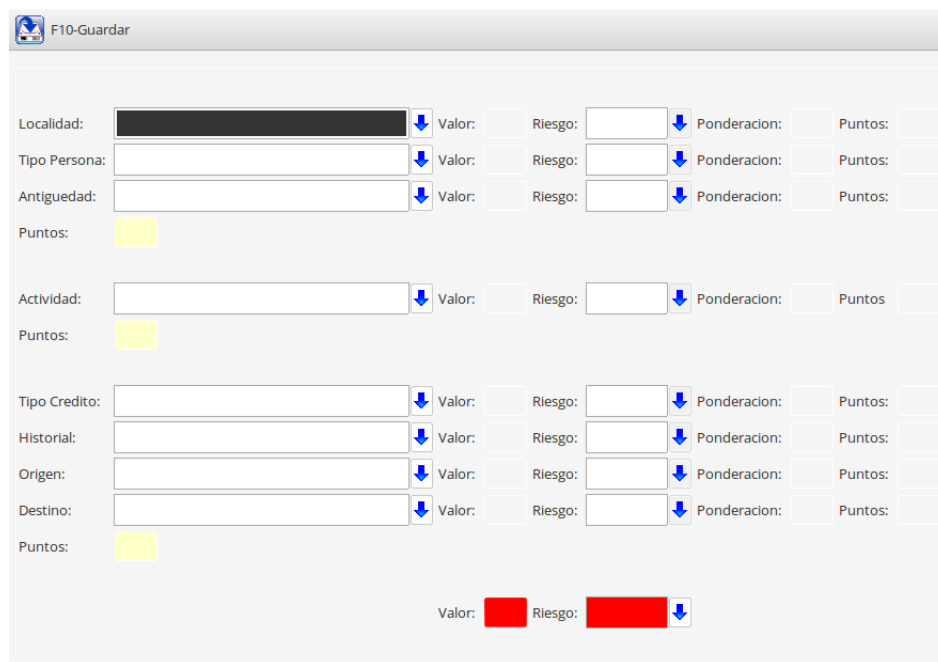 F10-Guardar
Localidad: Valor: Riesgo: Ponderacion: Puntos:
Tipo Persona: Valor: Riesgo: Ponderacion: Puntos:
Antiguedad: Valor: Riesgo: Ponderacion: Puntos:
Puntos:
Actividad: Valor: Riesgo: Ponderacion: Puntos
Puntos:
Tipo Credito: Valor: Riesgo: Ponderacion: Puntos:
Historial: Valor: Riesgo: Ponderacion: Puntos:
Origen: Valor: Riesgo: Ponderacion: Puntos:
Destino: Valor: Riesgo: Ponderacion: Puntos:
Puntos:
Valor: Riesgo: